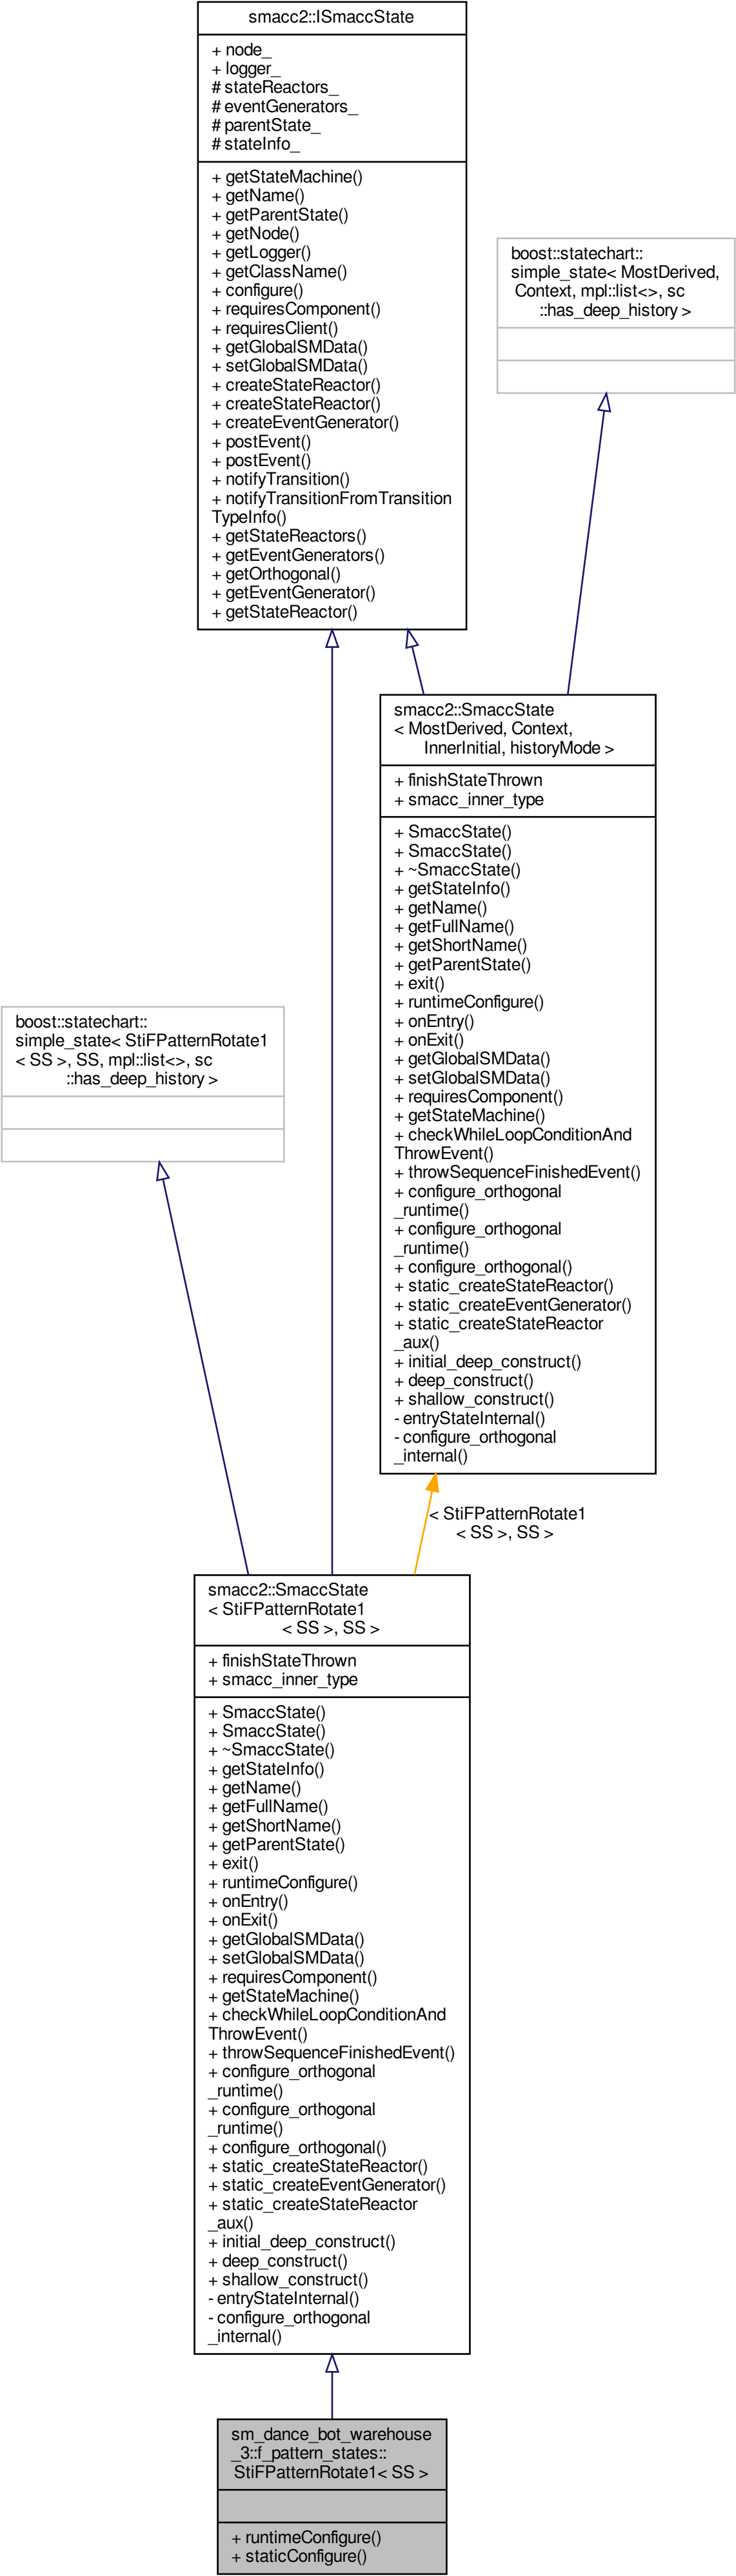 smacc2::ISmaccState
+ node_
+ logger_
# stateReactors_
# eventGenerators_
# parentState_
# stateInfo_
+ getStateMachine()
+ getName()
+ getParentState()
+ getNode()
+ getLogger()
+ getClassName()
+ configure()
+ requiresComponent()
+ requiresClient()
+ getGlobalSMData()
+ setGlobalSMData()
+ createStateReactor()
+ createStateReactor()
+ createEventGenerator()
+ postEvent()
+ postEvent()
+ notifyTransition()
+ notifyTransitionFromTransition
TypeInfo()
+ getStateReactors()
+ getEventGenerators()
+ getOrthogonal()
+ getEventGenerator()
+ getStateReactor()
boost::statechart::
simple_state< MostDerived,
Context, mpl::list<>, sc
::has_deep_history >
smacc2::SmaccState
< MostDerived, Context,
InnerInitial, historyMode >
+ finishStateThrown
+ smacc_inner_type
+ SmaccState()
+ SmaccState()
+ ~SmaccState()
+ getStateInfo()
+ getName()
+ getFullName()
+ getShortName()
+ getParentState()
+ exit()
+ runtimeConfigure()
+ onEntry()
+ onExit()
+ getGlobalSMData()
+ setGlobalSMData()
+ requiresComponent()
+ getStateMachine()
+ checkWhileLoopConditionAnd
ThrowEvent()
+ throwSequenceFinishedEvent()
+ configure_orthogonal
_runtime()
+ configure_orthogonal
_runtime()
+ configure_orthogonal()
+ static_createStateReactor()
+ static_createEventGenerator()
+ static_createStateReactor
_aux()
+ initial_deep_construct()
+ deep_construct()
+ shallow_construct()
- entryStateInternal()
- configure_orthogonal
_internal()
boost::statechart::
simple_state< StiFPatternRotate1
< SS >, SS, mpl::list<>, sc
::has_deep_history >
< StiFPatternRotate1
< SS >, SS >
smacc2::SmaccState
< StiFPatternRotate1
< SS >, SS >
+ finishStateThrown
+ smacc_inner_type
+ SmaccState()
+ SmaccState()
+ ~SmaccState()
+ getStateInfo()
+ getName()
+ getFullName()
+ getShortName()
+ getParentState()
+ exit()
+ runtimeConfigure()
+ onEntry()
+ onExit()
+ getGlobalSMData()
+ setGlobalSMData()
+ requiresComponent()
+ getStateMachine()
+ checkWhileLoopConditionAnd
ThrowEvent()
+ throwSequenceFinishedEvent()
+ configure_orthogonal
_runtime()
+ configure_orthogonal
_runtime()
+ configure_orthogonal()
+ static_createStateReactor()
+ static_createEventGenerator()
+ static_createStateReactor
_aux()
+ initial_deep_construct()
+ deep_construct()
+ shallow_construct()
- entryStateInternal()
- configure_orthogonal
_internal()
sm_dance_bot_warehouse
_3::f_pattern_states::
StiFPatternRotate1< SS >
+ runtimeConfigure()
+ staticConfigure()